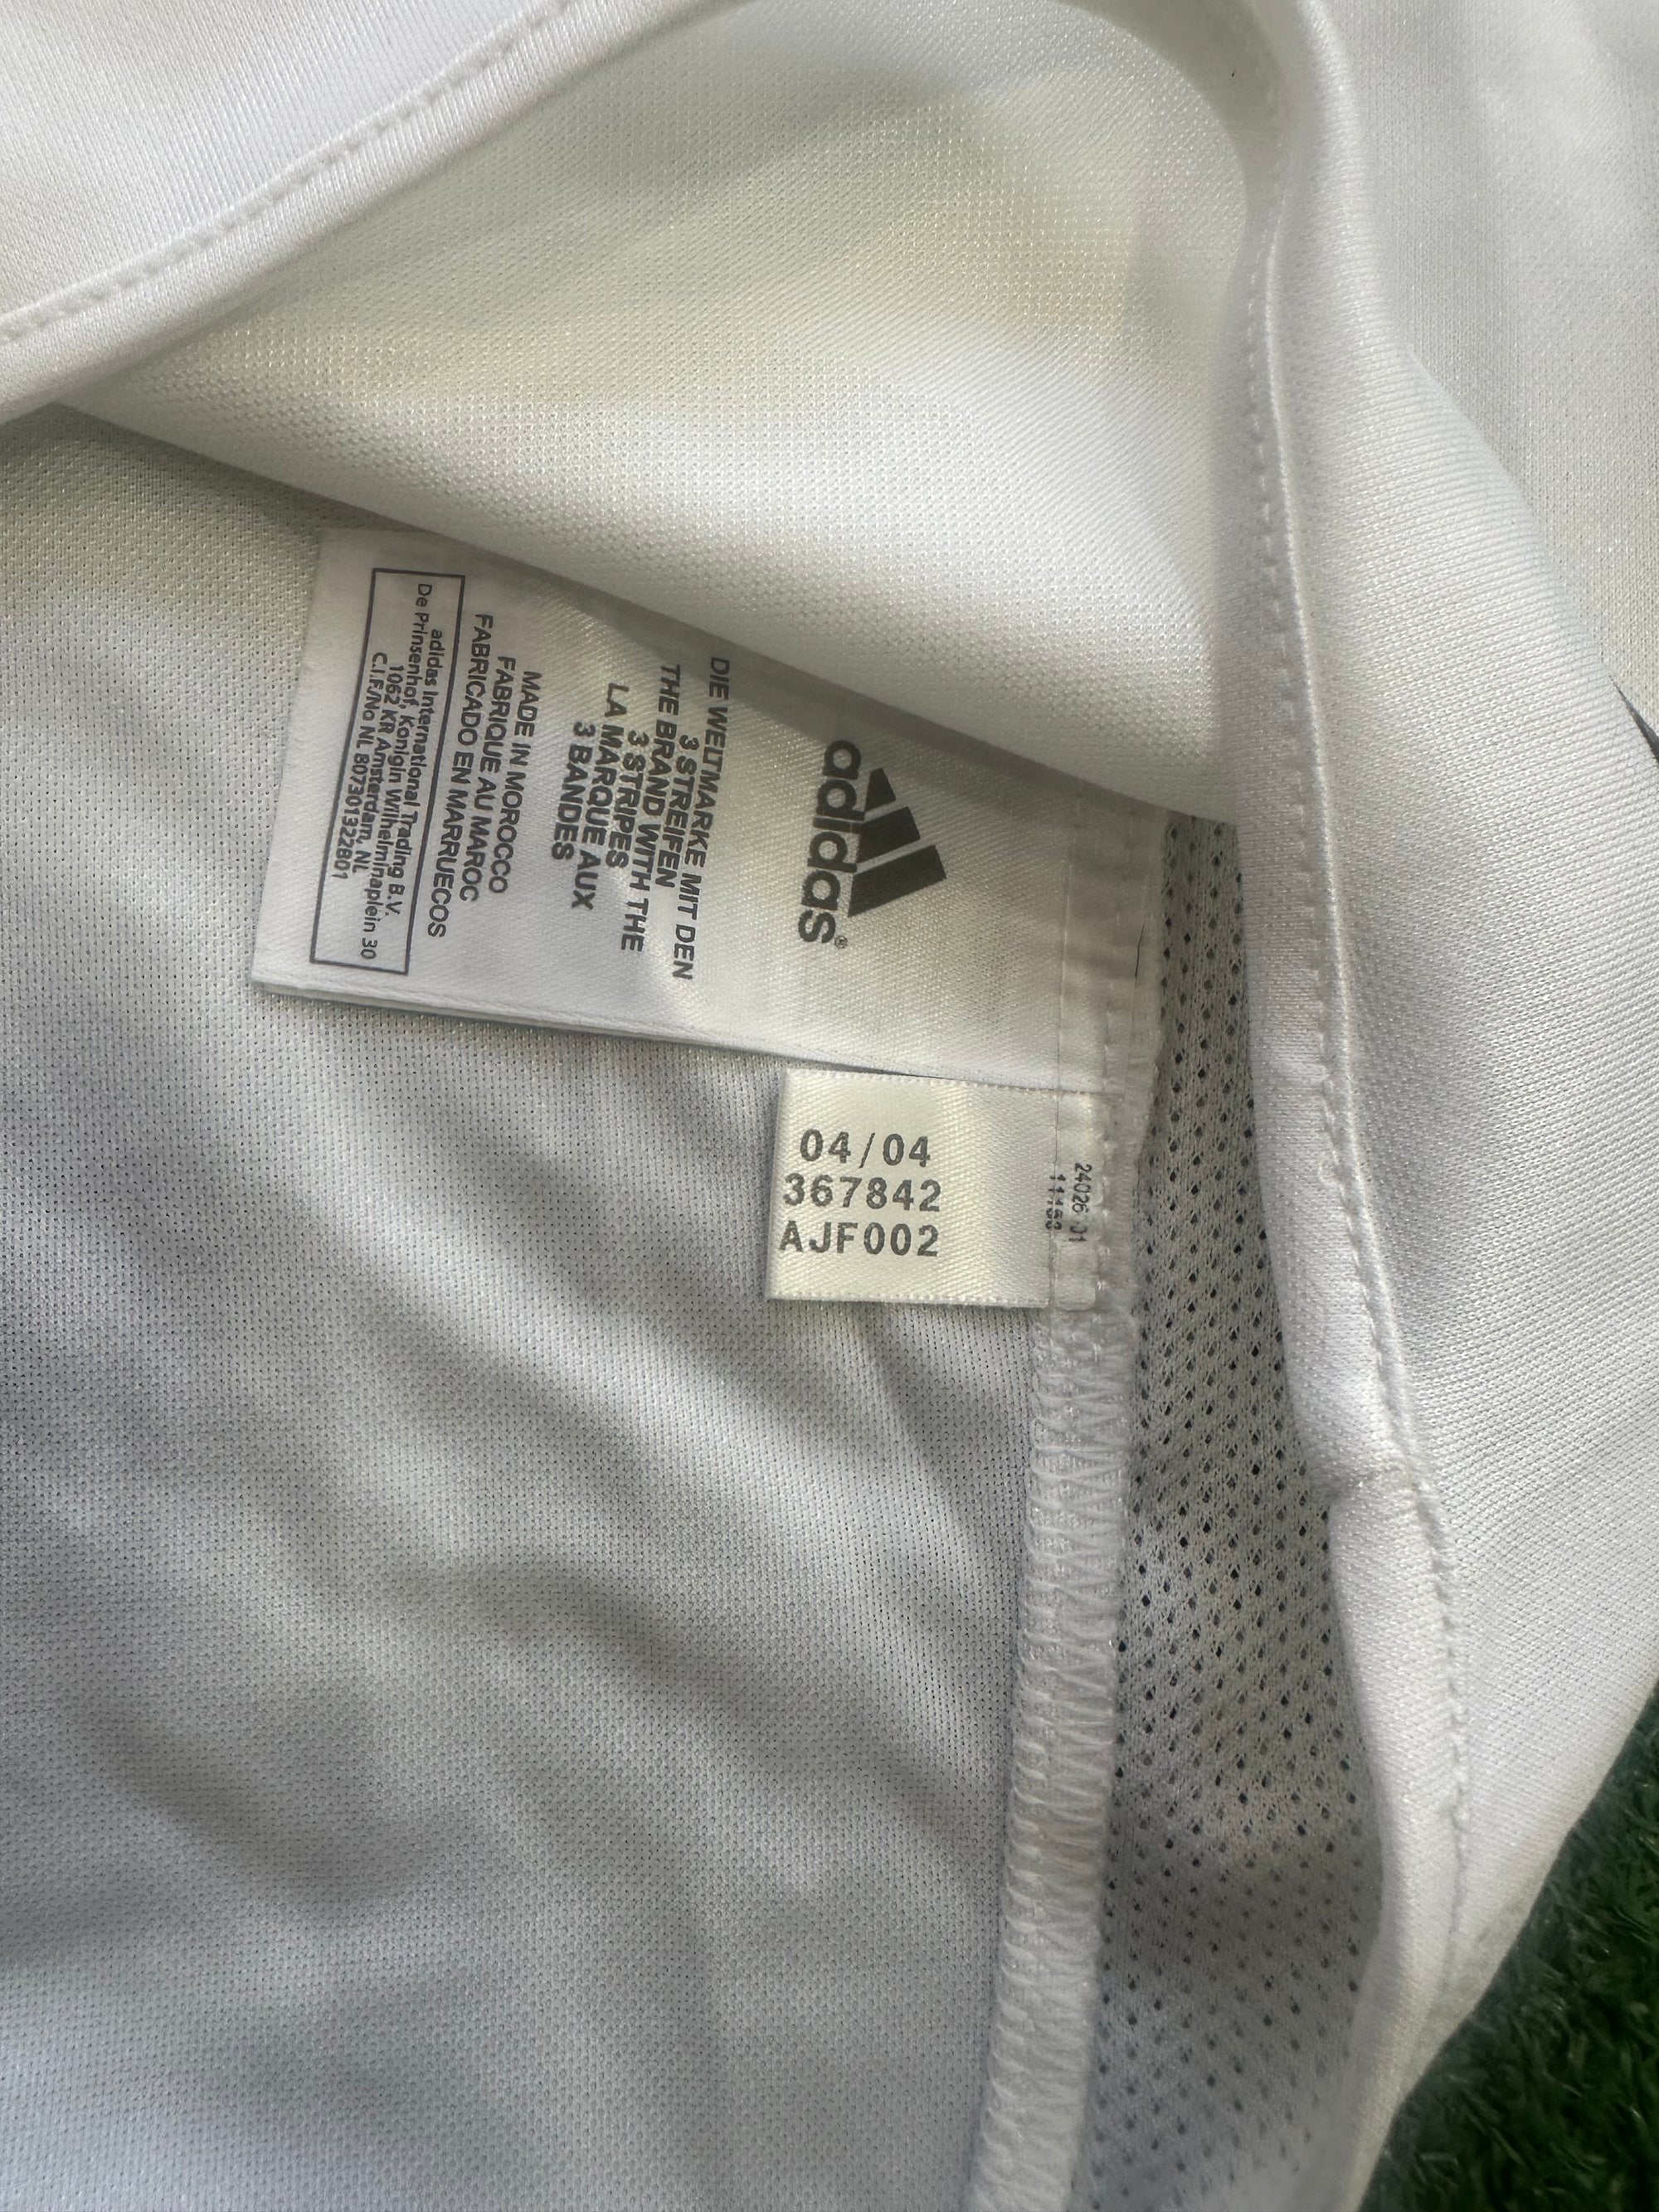 adidas®
DIE WELTMARKE MIT DEN
3 STREIFEN
THE BRAND WITH THE
3 STRIPES
LA MARQUE AUX
3 BANDES
MADE IN MOROCCO
FABRIQUE AU MAROC
FABRICADO EN MARRUECOS
adidas International Trading B.V.
De Prinsenhof, Konigin Wilhelminaplein 30
1062 KR Amsterdam, NL
C.I.F./No NL 807301322B01
04/04
367842
AJF002